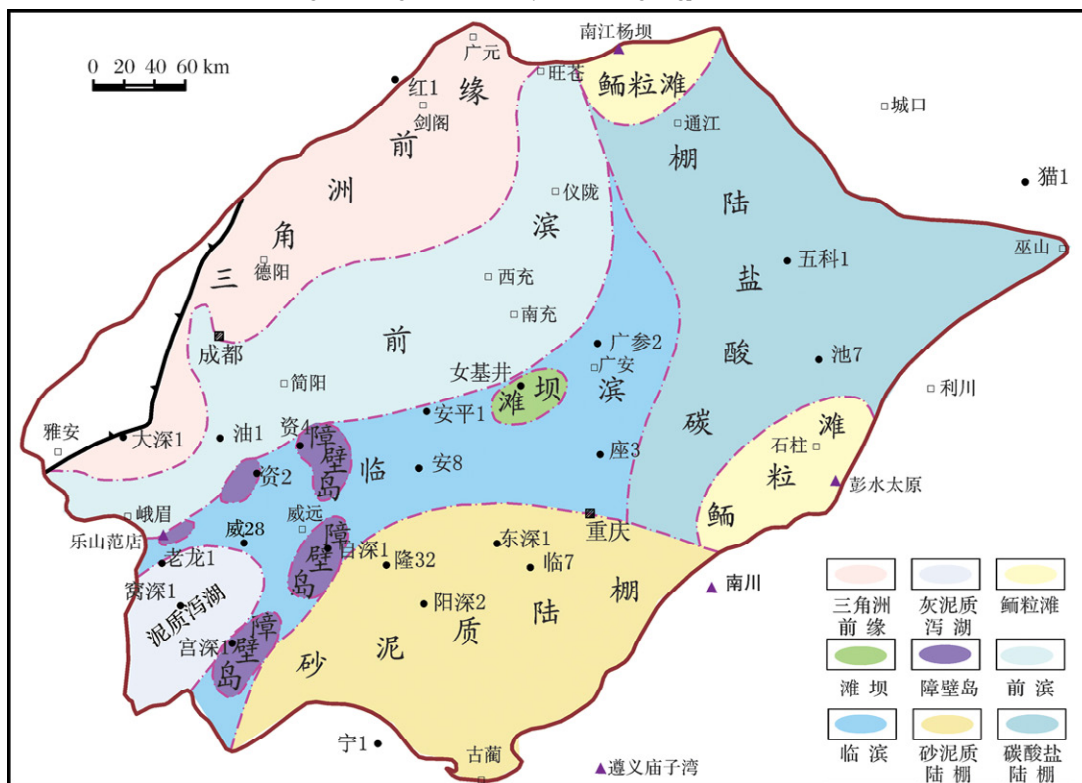 0 20 40 60 km
广元
南江杨坝
旺苍
鲕粒滩
红1
剑阁
城口
通江
猫1
三角洲前缘
仪陇
棚陆盐酸碳
巫山
五科1
德阳
西充
南充
前滨
成都
广参2
广安
池7
女基井
滩坝
简阳
利川
安平1
临滨
雅安
大深1
油1
资4
障壁岛
安8
座3
石柱
鲕粒滩
资2
彭水太原
峨眉
威远
重庆
乐山范店
威28
东深1
老龙1
障壁岛
自深1
隆32
临7
南川
窝深1
泥质泻湖
阳深2
宫深1
障壁岛
砂泥质陆棚
宁1
古蔺
遵义庙子湾
三角洲前缘
灰泥质泻湖
鲕粒滩
滩坝
障壁岛
前滨
临滨
砂泥质陆棚
碳酸盐陆棚